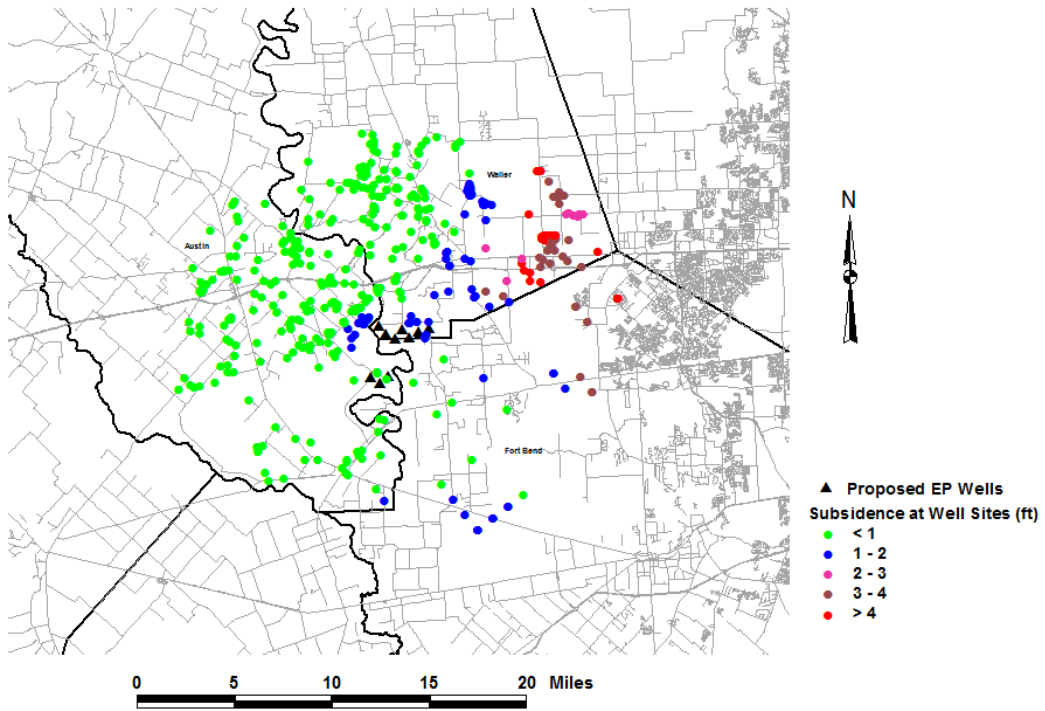 Waller
Austin
Fort Bend
N
Proposed EP Wells
Subsidence at Well Sites (ft)
< 1
1 - 2
2 - 3
3 - 4
> 4
0 5 10 15 20 Miles